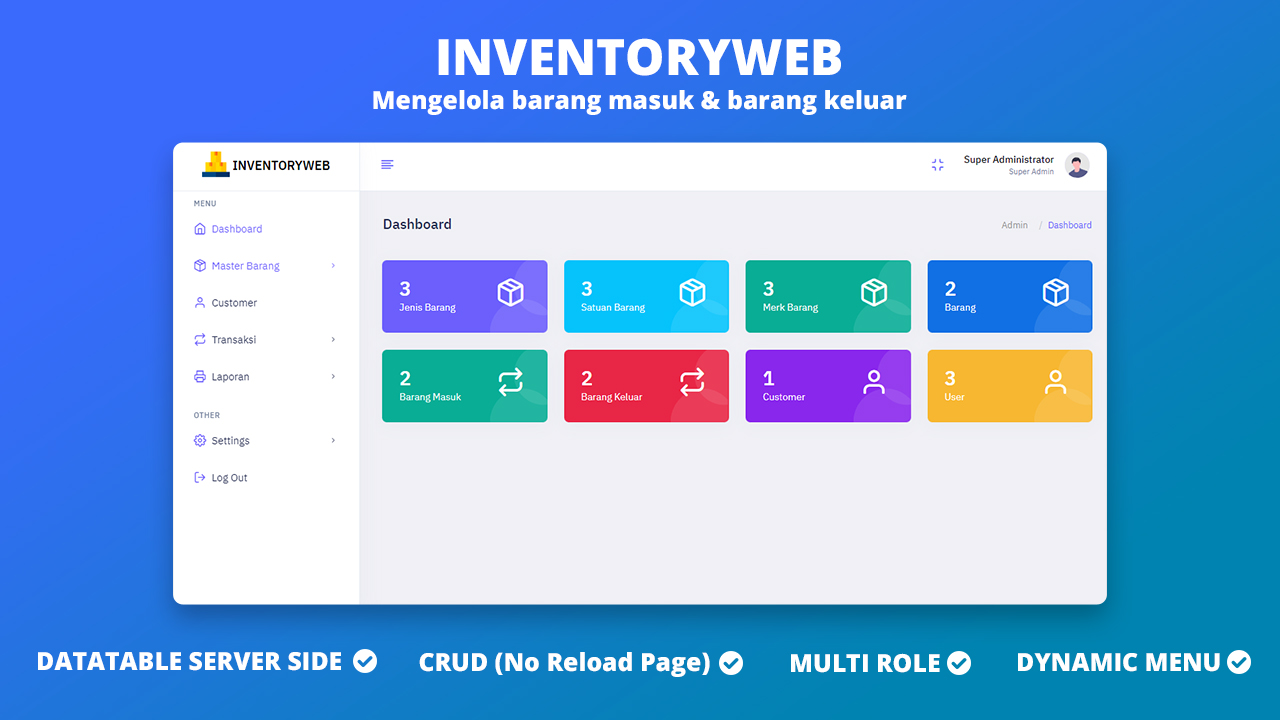 INVENTORYWEB
Mengelola barang masuk & barang keluar
INVENTORYWEB
Super Administrator
Super Admin
MENU
Dashboard
Master Barang
Customer
Transaksi
Laporan
OTHER
Settings
Log Out
Dashboard
Admin / Dashboard
3
Jenis Barang
3
Satuan Barang
3
Merk Barang
2
Barang
2
Barang Masuk
2
Barang Keluar
1
Customer
3
User
DATATABLE SERVER SIDE
CRUD (No Reload Page)
MULTI ROLE
DYNAMIC MENU